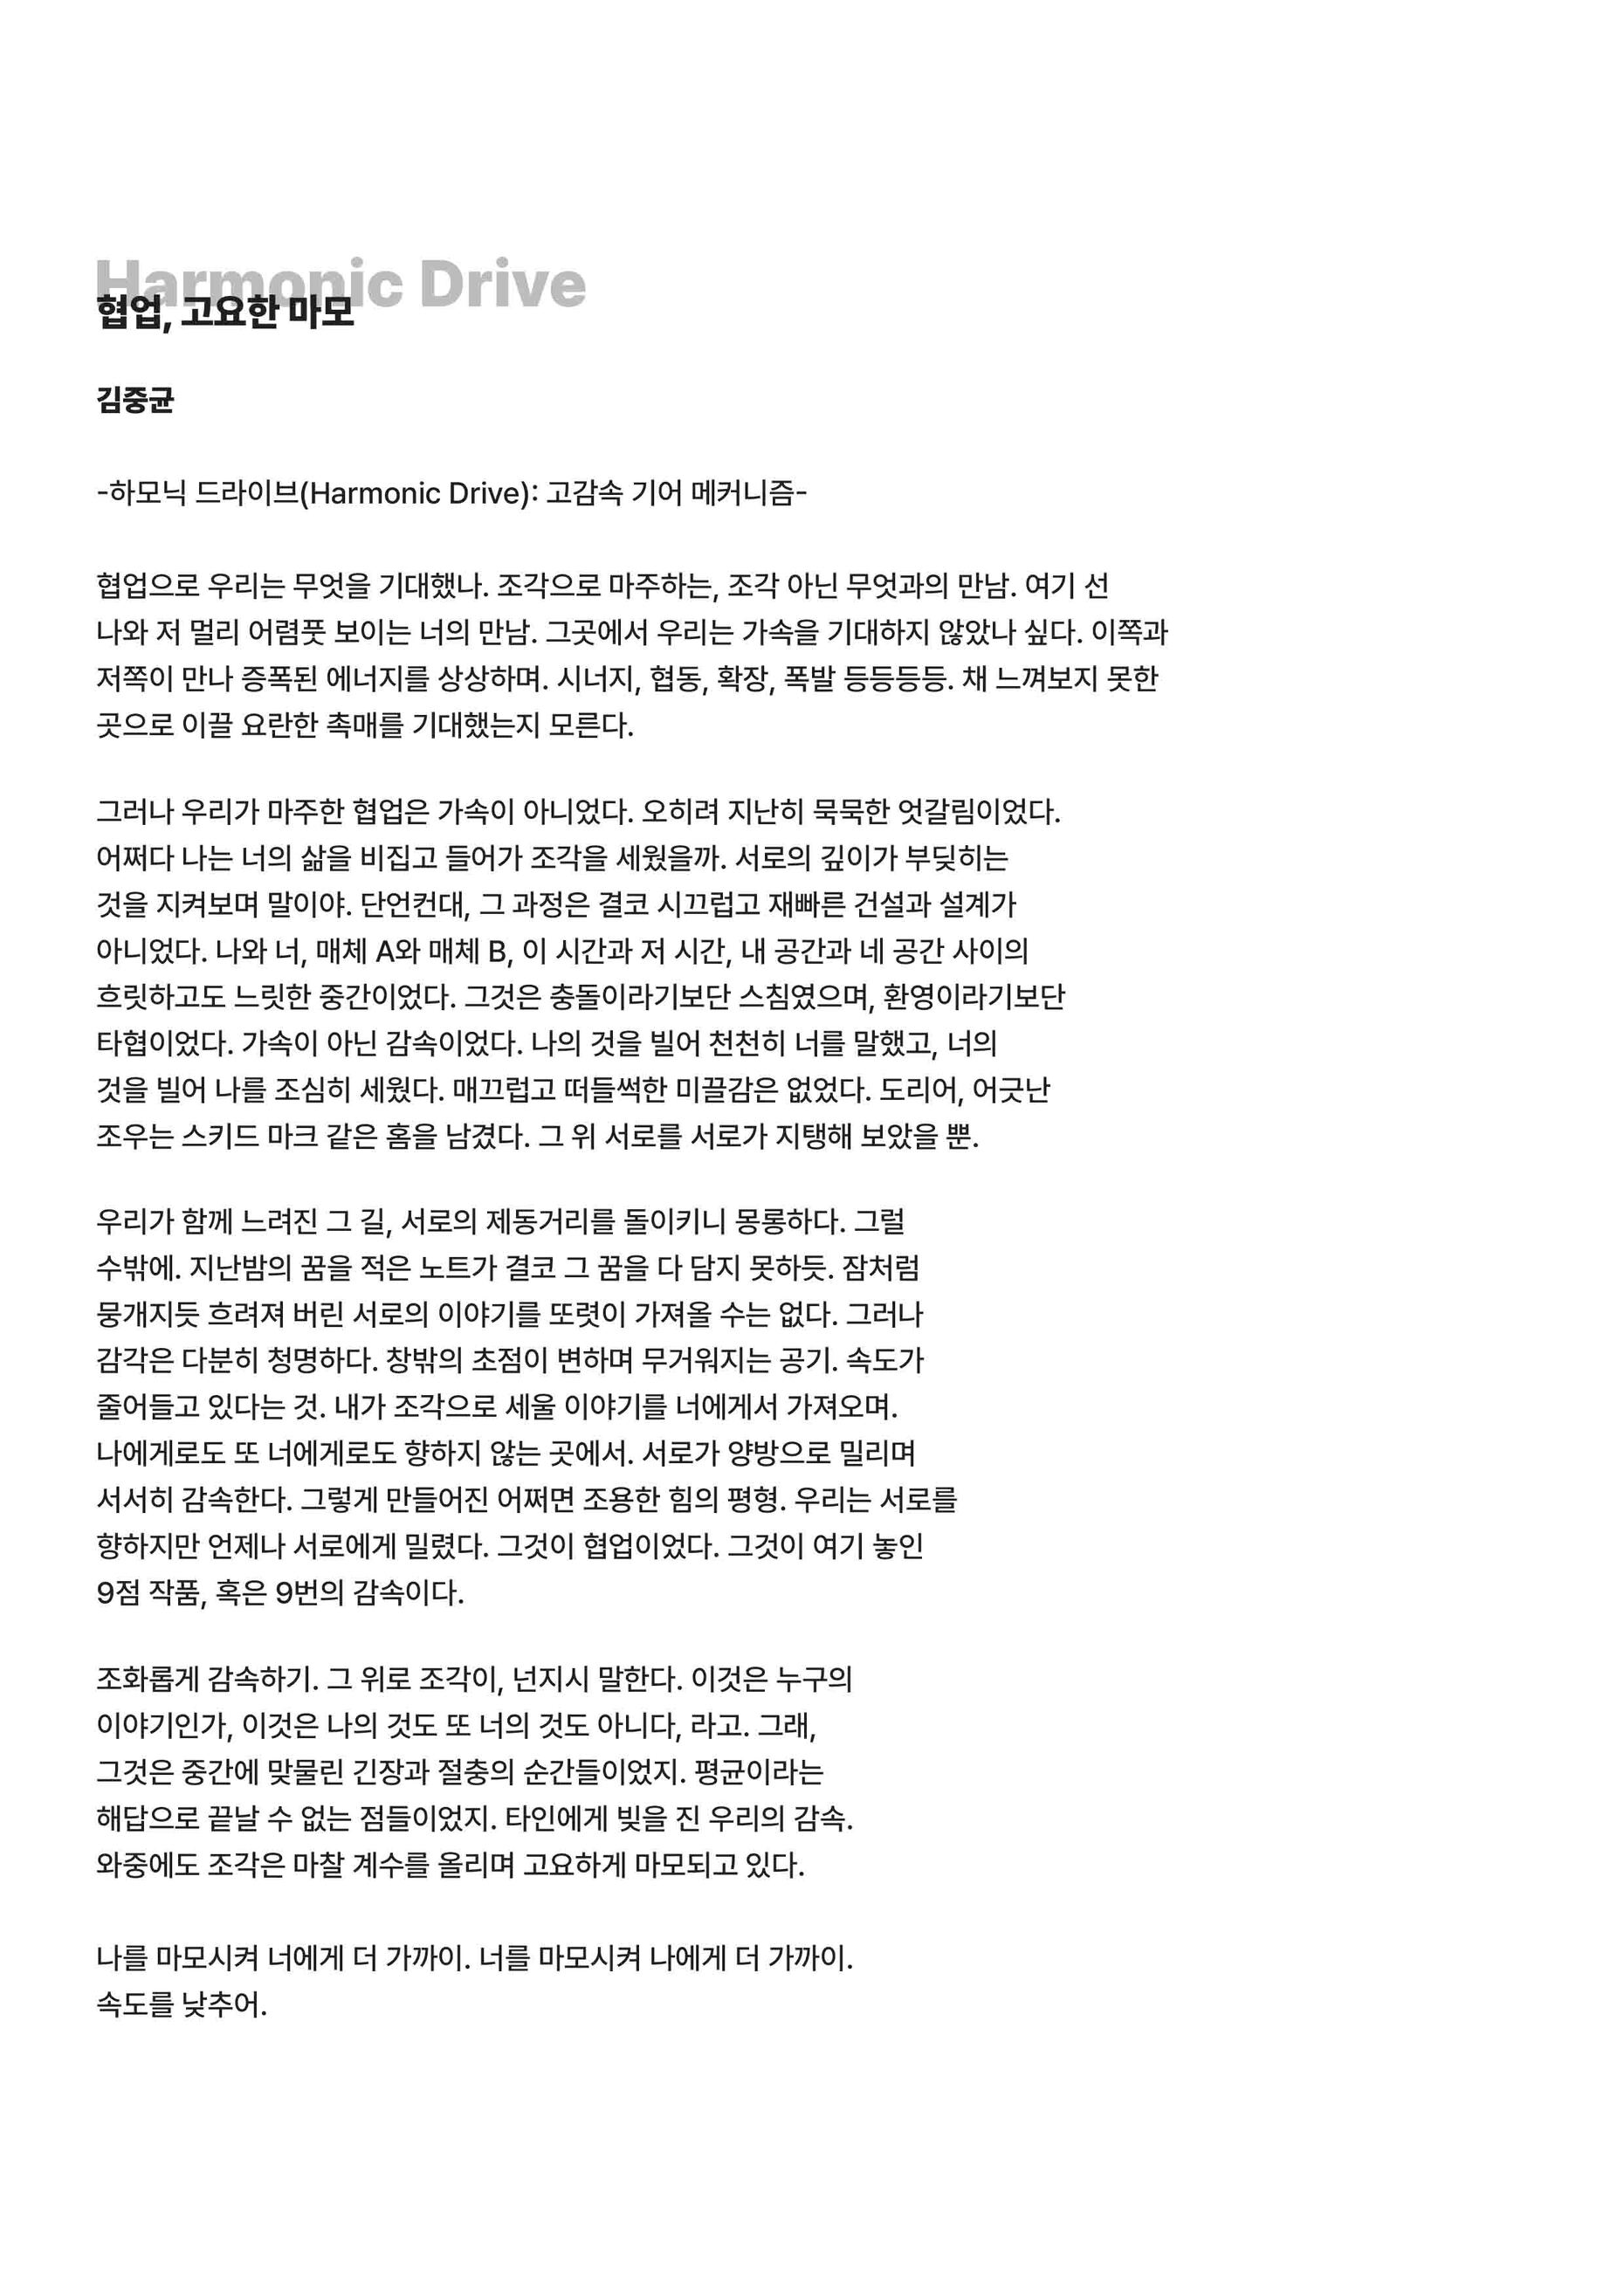 Harmonic Drive
협업, 고요한 마모
김중균
-하모닉 드라이브(Harmonic Drive): 고감속 기어 메커니즘-
협업으로 우리는 무엇을 기대했나. 조각으로 마주하는, 조각 아닌 무엇과의 만남. 여기 선
나와 저 멀리 어렴풋 보이는 너의 만남. 그곳에서 우리는 가속을 기대하지 않았나 싶다. 이쪽과
저쪽이 만나 증폭된 에너지를 상상하며. 시너지, 협동, 확장, 폭발 등등등등. 채 느껴보지 못한
곳으로 이끌 요란한 촉매를 기대했는지 모른다.
그러나 우리가 마주한 협업은 가속이 아니었다. 오히려 지난히 묵묵한 엇갈림이었다.
어쩌다 나는 너의 삶을 비집고 들어가 조각을 세웠을까. 서로의 깊이가 부딪히는
것을 지켜보며 말이야. 단언컨대, 그 과정은 결코 시끄럽고 재빠른 건설과 설계가
아니었다. 나와 너, 매체 A와 매체 B, 이 시간과 저 시간, 내 공간과 네 공간 사이의
흐릿하고도 느릿한 중간이었다. 그것은 충돌이라기보단 스침였으며, 환영이라기보단
타협이었다. 가속이 아닌 감속이었다. 나의 것을 빌어 천천히 너를 말했고, 너의
것을 빌어 나를 조심히 세웠다. 매끄럽고 떠들썩한 미끌감은 없었다. 도리어, 어긋난
조우는 스키드 마크 같은 홈을 남겼다. 그 위 서로를 서로가 지탱해 보았을 뿐.
우리가 함께 느려진 그 길, 서로의 제동거리를 돌이키니 몽롱하다. 그럴
수밖에. 지난밤의 꿈을 적은 노트가 결코 그 꿈을 다 담지 못하듯. 잠처럼
뭉개지듯 흐려져 버린 서로의 이야기를 또렷이 가져올 수는 없다. 그러나
감각은 다분히 청명하다. 창밖의 초점이 변하며 무거워지는 공기. 속도가
줄어들고 있다는 것. 내가 조각으로 세울 이야기를 너에게서 가져오며.
나에게로도 또 너에게로도 향하지 않는 곳에서. 서로가 양방으로 밀리며
서서히 감속한다. 그렇게 만들어진 어쩌면 조용한 힘의 평형. 우리는 서로를
향하지만 언제나 서로에게 밀렸다. 그것이 협업이었다. 그것이 여기 놓인
9점 작품, 혹은 9번의 감속이다.
조화롭게 감속하기. 그 위로 조각이, 넌지시 말한다. 이것은 누구의
이야기인가, 이것은 나의 것도 또 너의 것도 아니다, 라고. 그래,
그것은 중간에 맞물린 긴장과 절충의 순간들이었지. 평균이라는
해답으로 끝날 수 없는 점들이었지. 타인에게 빚을 진 우리의 감속.
와중에도 조각은 마찰 계수를 올리며 고요하게 마모되고 있다.
나를 마모시켜 너에게 더 가까이. 너를 마모시켜 나에게 더 가까이.
속도를 낮추어.